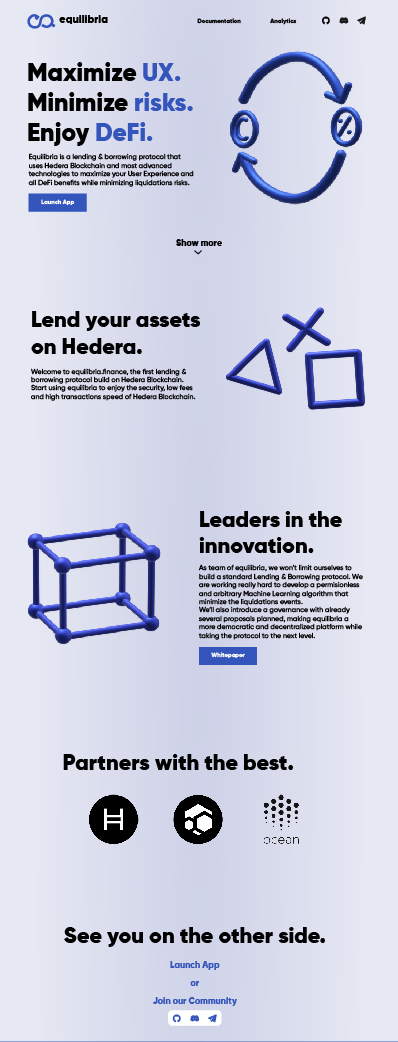 equilibria
Documentation
Analytics
Maximize UX.
Minimize risks.
Enjoy DeFi.
Equilibria is a lending & borrowing protocol that
uses Hedera Blockchain and most advanced
technologies to maximize your User Experience and
all DeFi benefits while minimizing liquidations risks.
Launch App
Show more
Lend your assets
on Hedera.
Welcome to equilibria.finance, the first lending &
borrowing protocol build on Hedera Blockchain.
Start using equilibria to enjoy the security, low fees
and high transactions speed of Hedera Blockchain.
Leaders in the
innovation.
As team of equilibria, we won't limit ourselves to
build a standard Lending & Borrowing protocol. We
are working really hard to develop a permisionless
and arbitrary Machine Learning algorithm that
minimize the liquidations events.
We'll also introduce a governance with already
several proposals planned, making equilibria a
more democratic and decentralized platform while
taking the protocol to the next level.
Whitepaper
Partners with the best.
H
ocean
See you on the other side.
Launch App
or
Join our Community